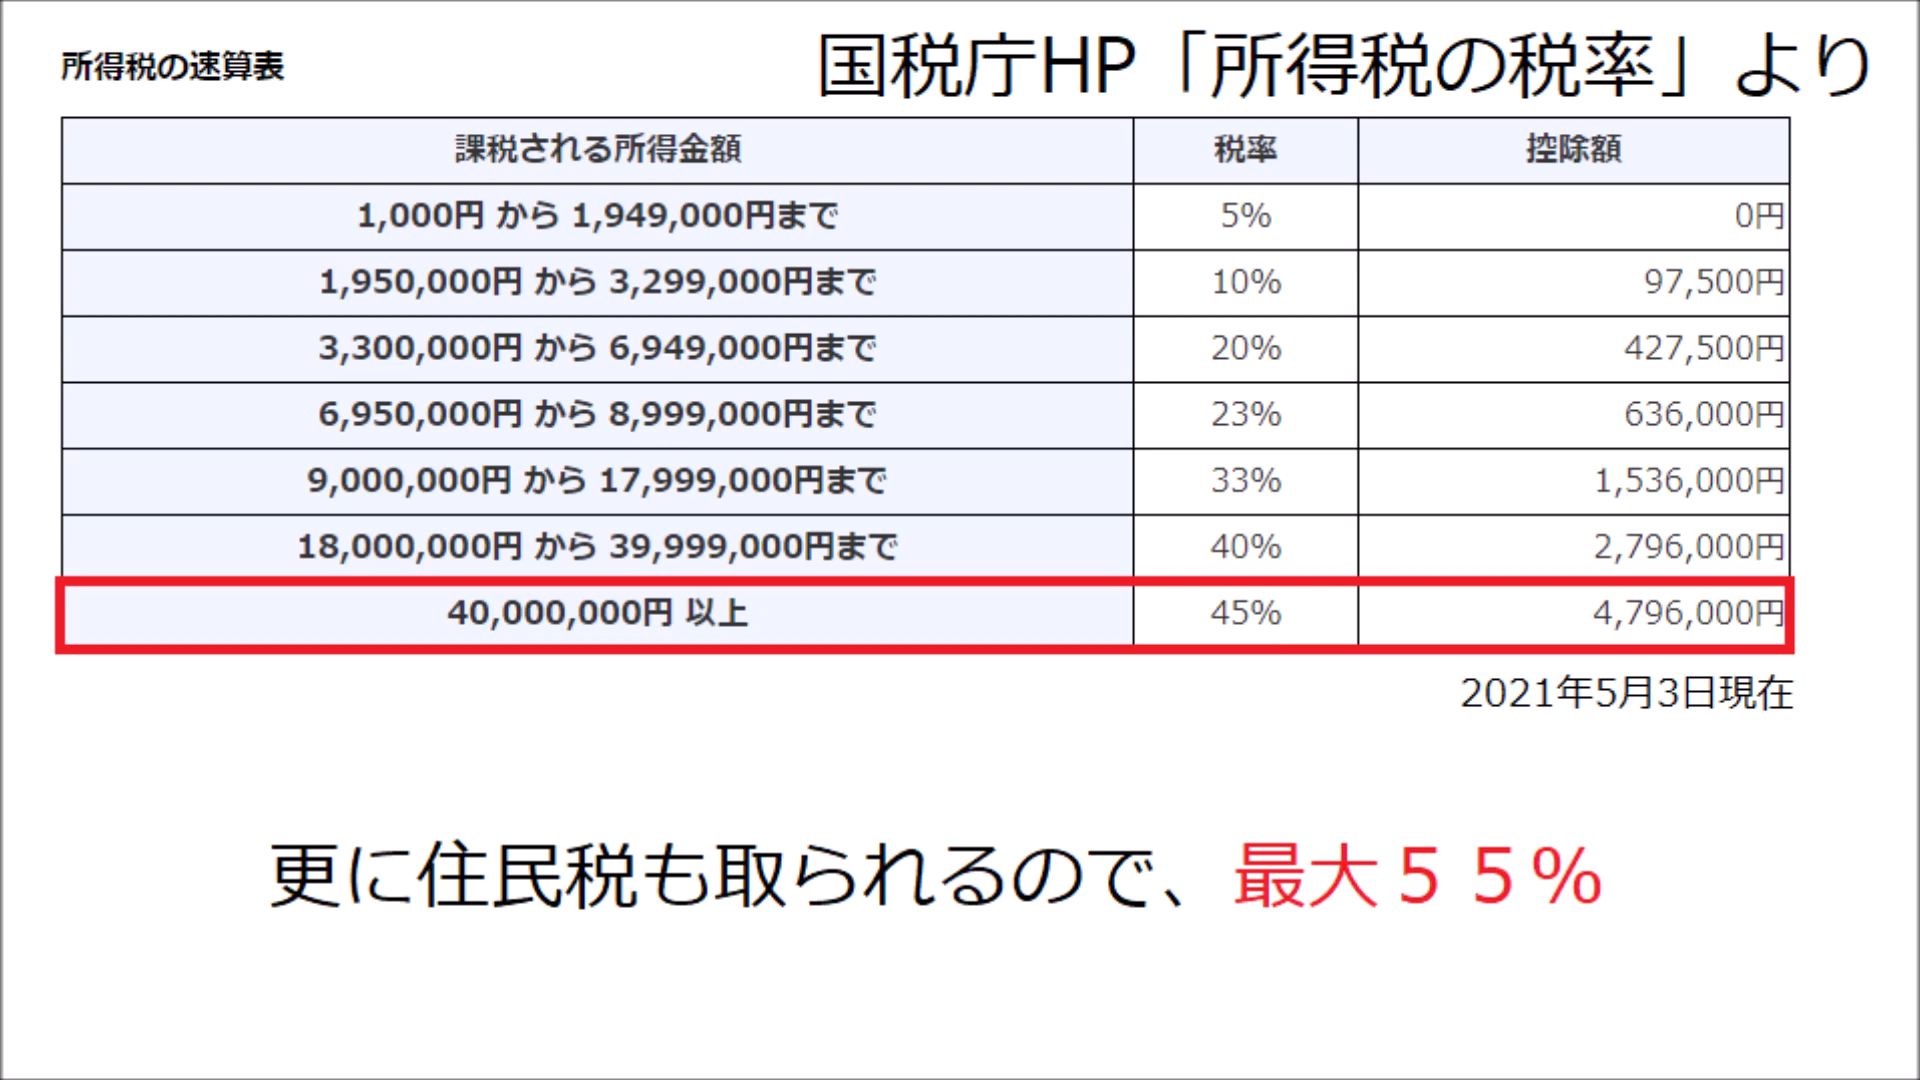 所得税の速算表
国税庁HP「所得税の税率」より
課税される所得金額 税率 控除額
1,000円 から 1,949,000円まで 5% 0円
1,950,000円 から 3,299,000円まで 10% 97,500円
3,300,000円 から 6,949,000円まで 20% 427,500円
6,950,000円 から 8,999,000円まで 23% 636,000円
9,000,000円 から 17,999,000円まで 33% 1,536,000円
18,000,000円 から 39,999,000円まで 40% 2,796,000円
40,000,000円 以上 45% 4,796,000円
2021年5月3日現在
更に住民税も取られるので、最大５５%